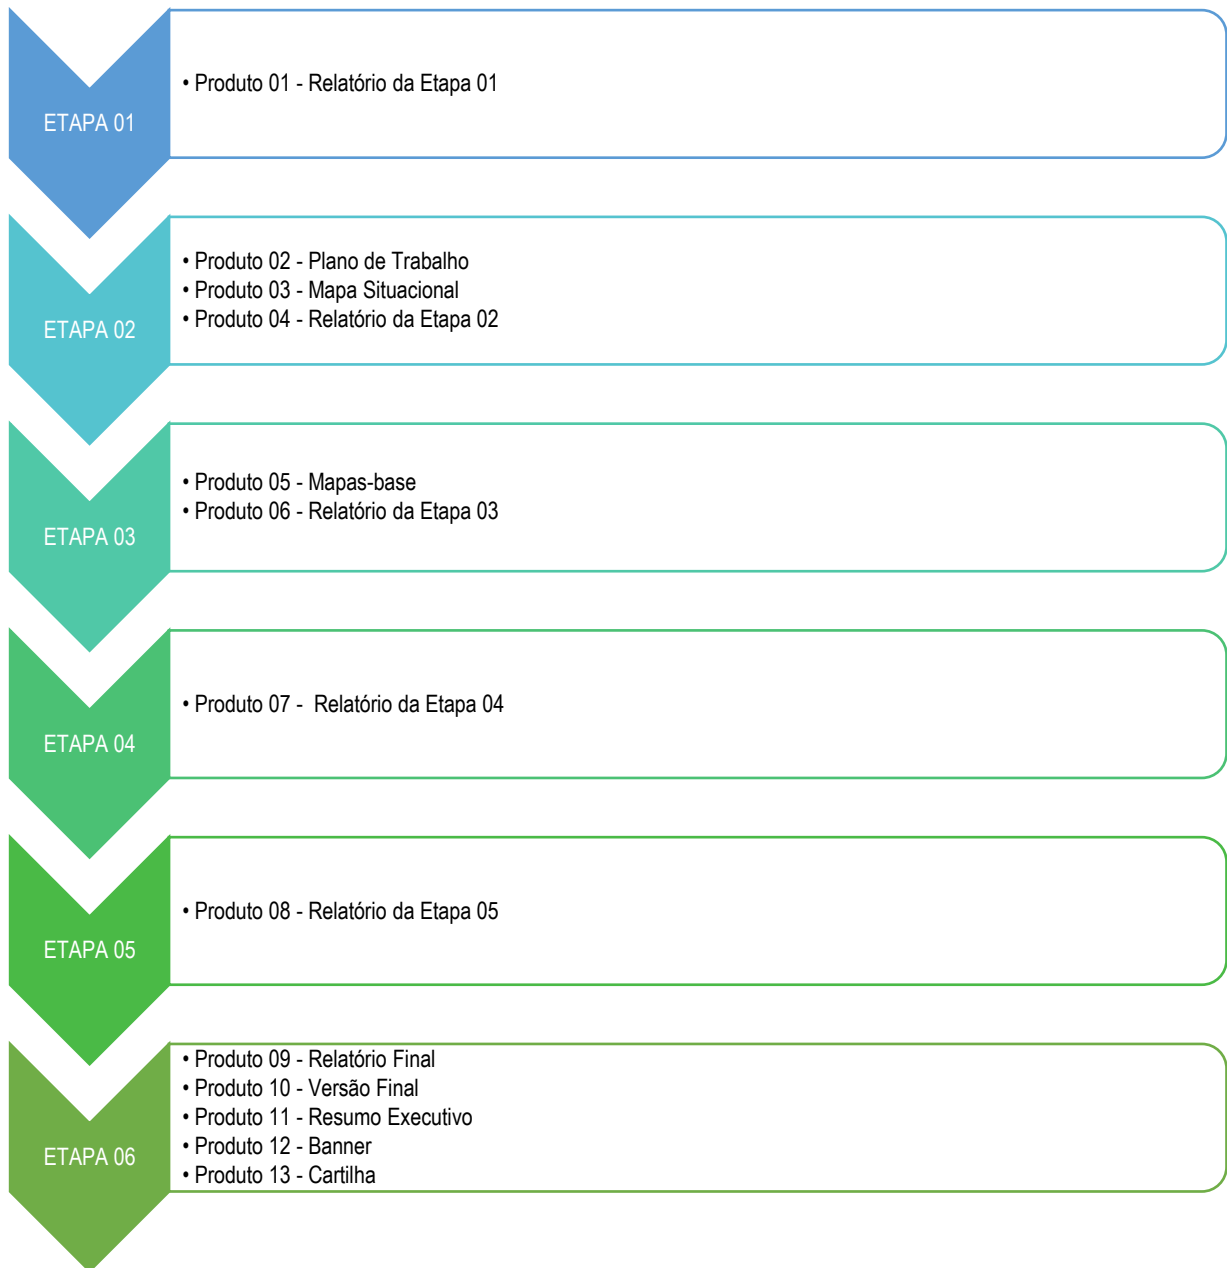 ETAPA 01
• Produto 01 - Relatório da Etapa 01
ETAPA 02
• Produto 02 - Plano de Trabalho
• Produto 03 - Mapa Situacional
• Produto 04 - Relatório da Etapa 02
ETAPA 03
• Produto 05 - Mapas-base
• Produto 06 - Relatório da Etapa 03
ETAPA 04
• Produto 07 -  Relatório da Etapa 04
ETAPA 05
• Produto 08 - Relatório da Etapa 05
ETAPA 06
• Produto 09 - Relatório Final
• Produto 10 - Versão Final
• Produto 11 - Resumo Executivo
• Produto 12 - Banner
• Produto 13 - Cartilha